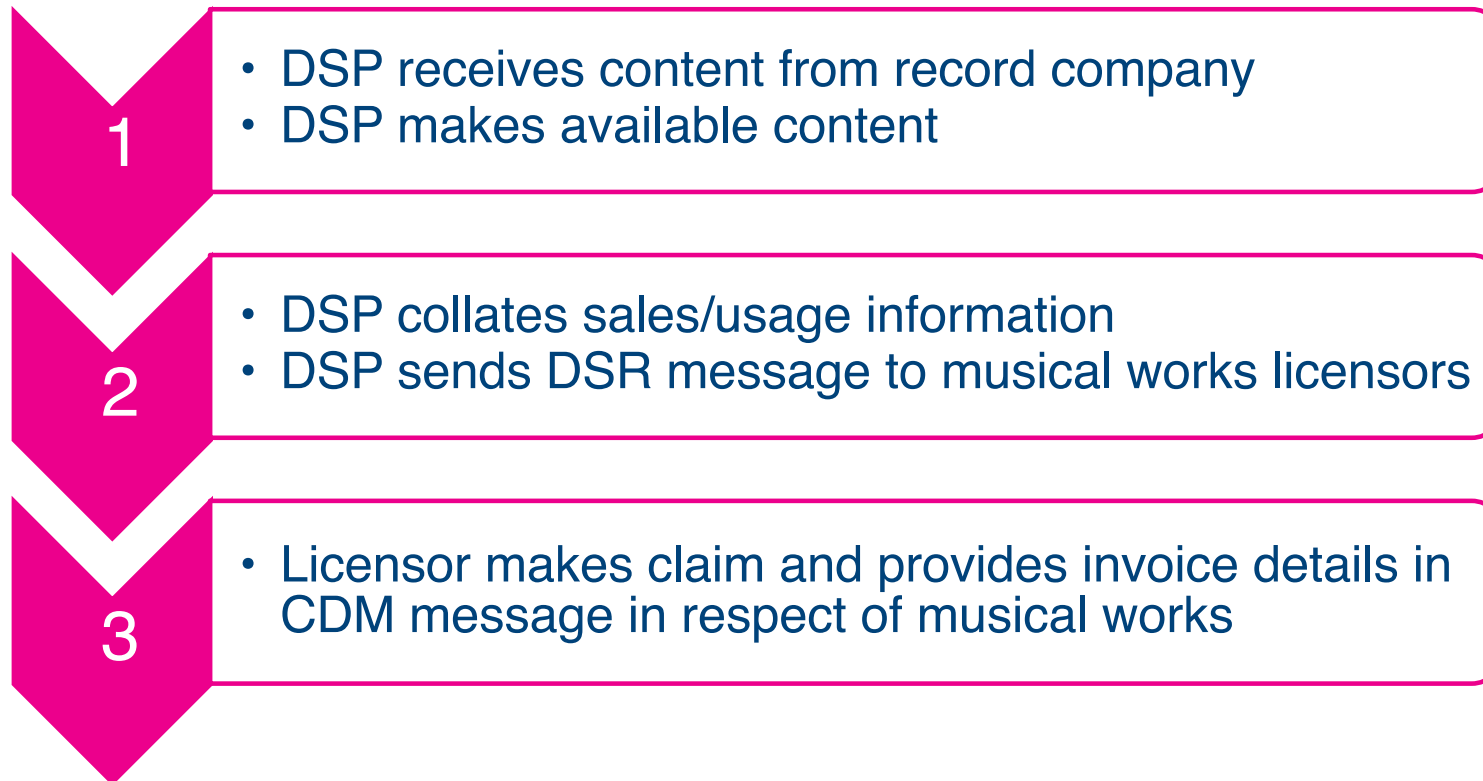 1
• DSP receives content from record company
• DSP makes available content
2
• DSP collates sales/usage information
• DSP sends DSR message to musical works licensors
3
• Licensor makes claim and provides invoice details in
CDM message in respect of musical works